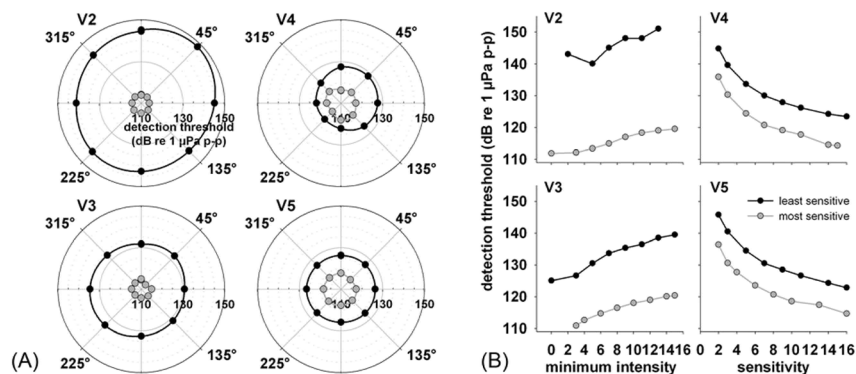 V2
V4
315°
45°
315°
45°
110
130
150
100
130
150
detection threshold
(dB re 1 µPa p-p)
225°
135°
225°
135°
V3
V5
315°
45°
315°
45°
110
130
150
110
130
150
225°
135°
225°
135°
(A)
detection threshold (dB re 1 µPa p-p)
V2
V4
150
140
130
120
110
V3
V5
least sensitive
most sensitive
150
140
130
120
110
0 2 4 6 8 10 12 14 16
0 2 4 6 8 10 12 14 16
minimum intensity
sensitivity
(B)